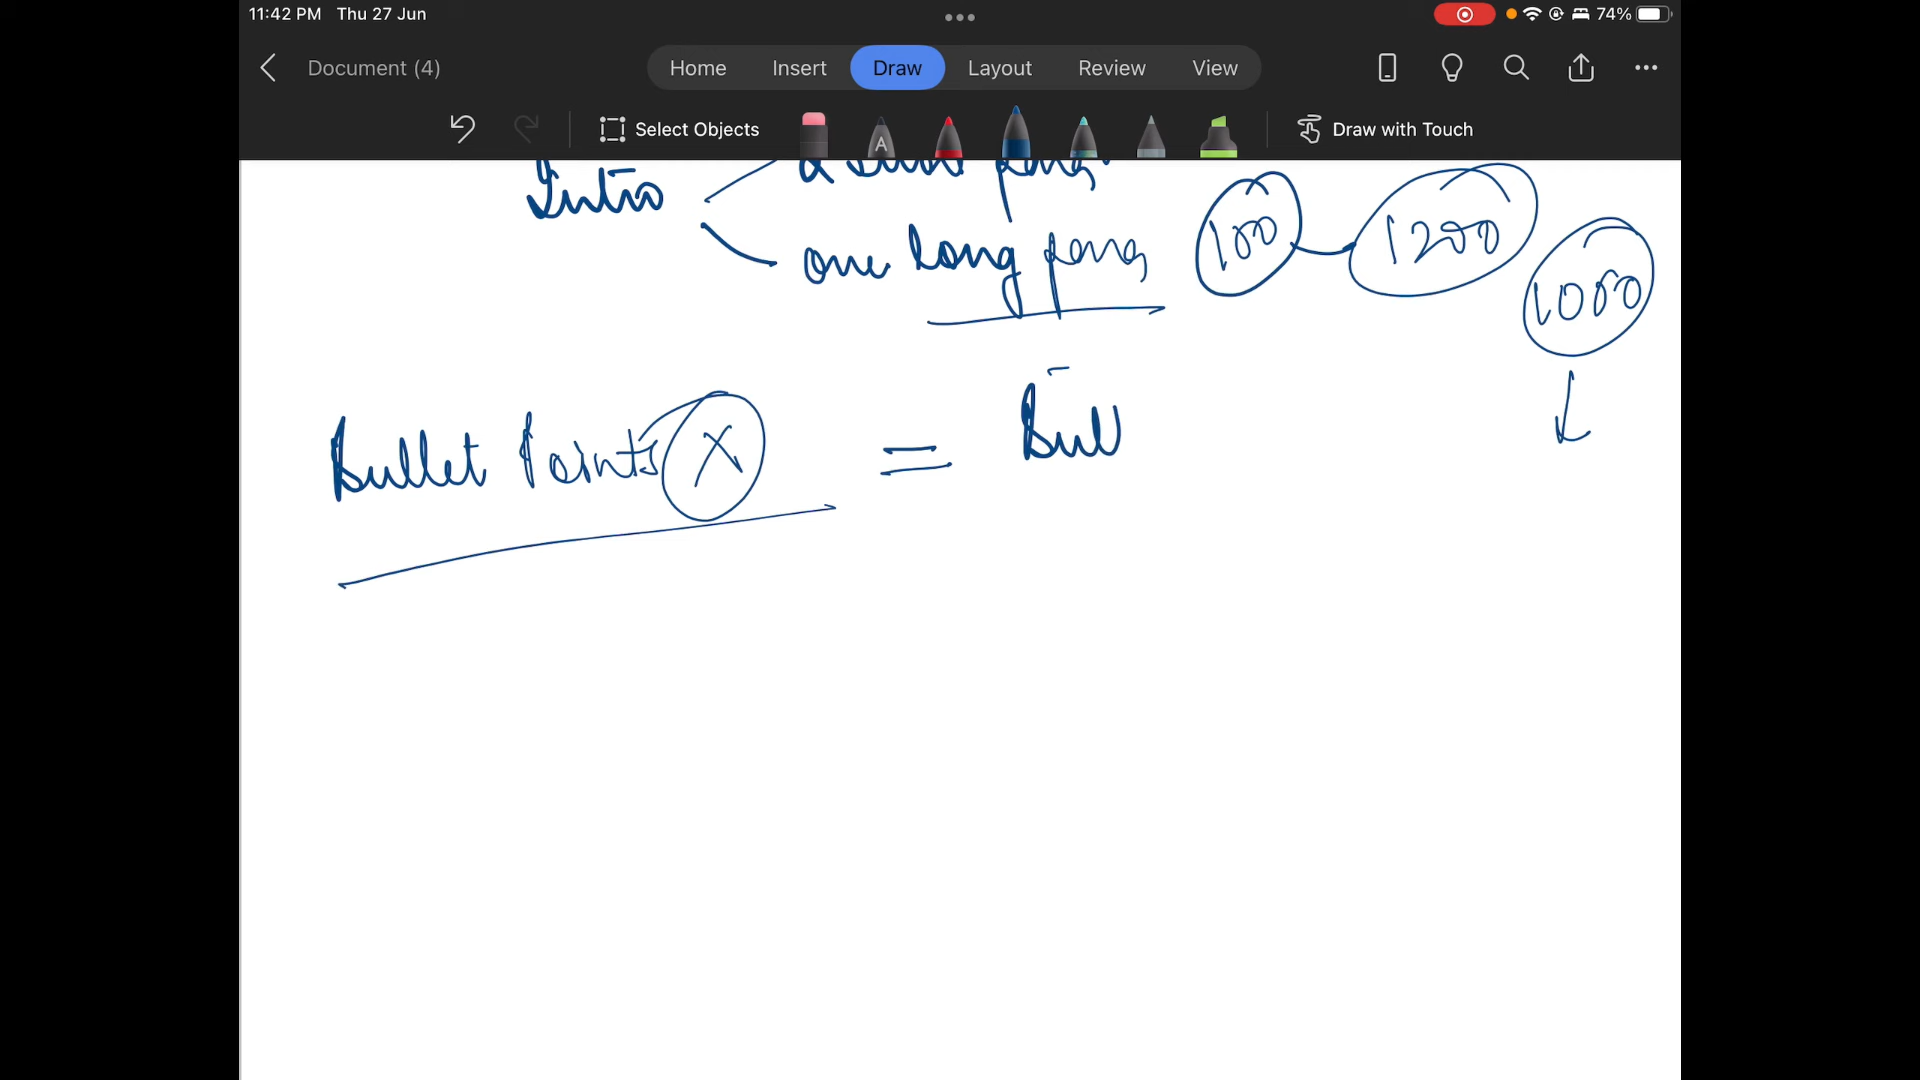 11:42 PM Thu 27 Jun 74%
Document (4) Home Insert Draw Layout Review View
Select Objects A Draw with Touch
Intro
one long para 100 1200
1000
Bullet Points X = Bull